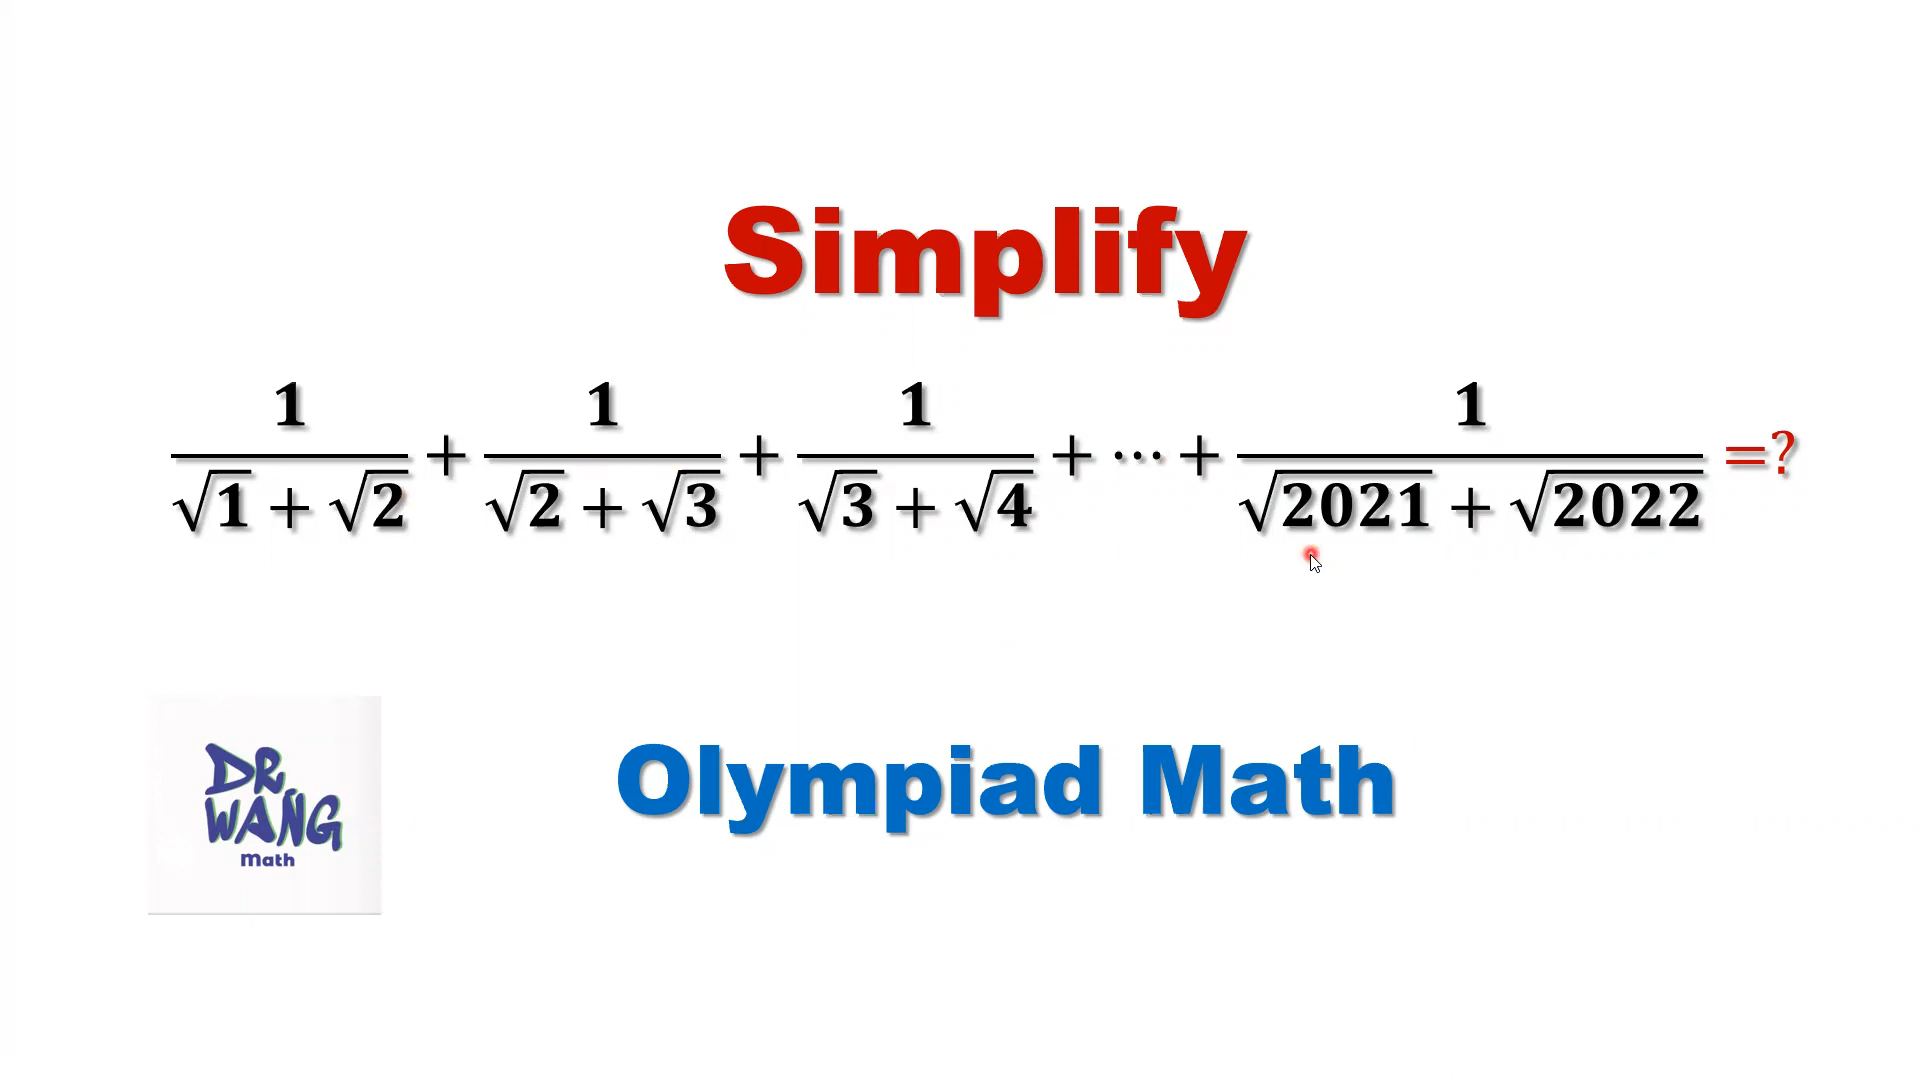 Simplify
1/(√1 + √2) + 1/(√2 + √3) + 1/(√3 + √4) + ⋯ + 1/(√2021 + √2022) =?
Olympiad Math
DR
WANG
Math